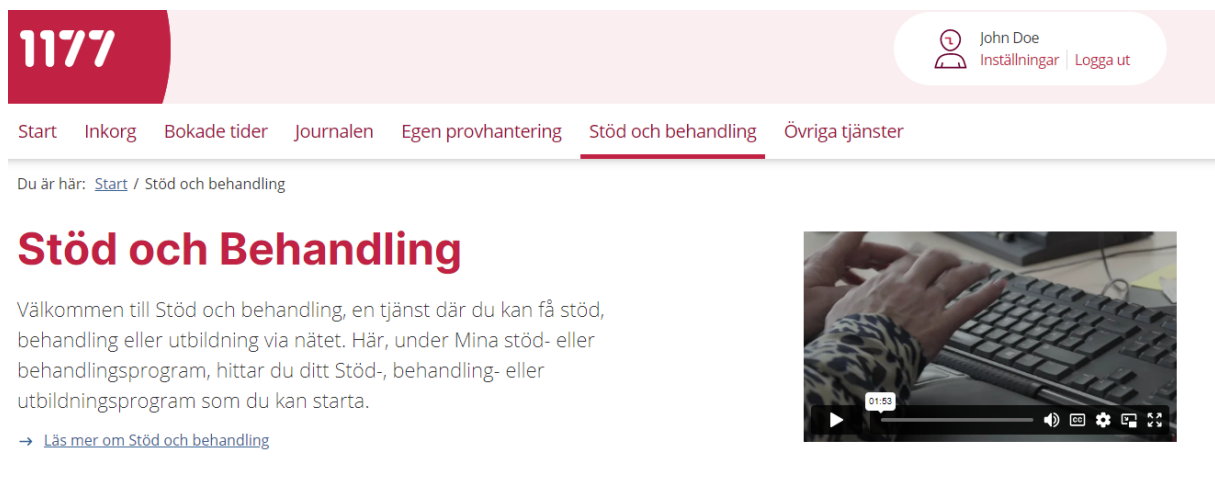 1177
John Doe
Inställningar Logga ut
Start Inkorg Bokade tider Journalen Egen provhantering Stöd och behandling Övriga tjänster
Du är här: Start / Stöd och behandling
Stöd och Behandling
Välkommen till Stöd och behandling, en tjänst där du kan få stöd,
behandling eller utbildning via nätet. Här, under Mina stöd- eller
behandlingsprogram, hittar du ditt Stöd-, behandling- eller
utbildningsprogram som du kan starta.
→ Läs mer om Stöd och behandling
01:53
CC